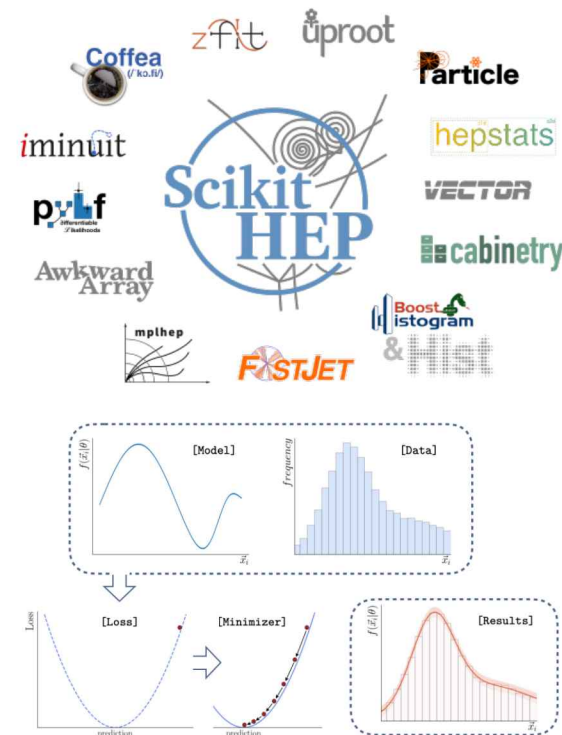 zfit
uproot
Coffea
(/ˈkɔ.fi/)
Particle
iminuit
hepstats
Scikit
HEP
VECTOR
pyhf
differentiable
Likelihoods
cabinetry
Awkward
Array
Boost
Histogram
& Hist
mplhep
FASTJET
[Model]
f(x⃗ᵢ|θ)
x⃗ᵢ
[Data]
frequency
x⃗ᵢ
[Loss]
Loss
prediction
[Minimizer]
prediction
[Results]
f(x⃗ᵢ|θ)
x⃗ᵢ